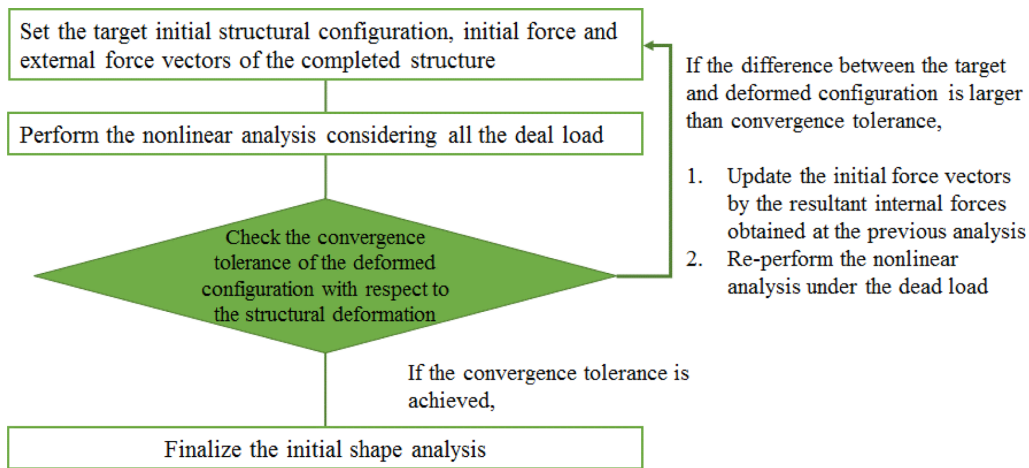 Set the target initial structural configuration, initial force and
external force vectors of the completed structure
Perform the nonlinear analysis considering all the deal load
Check the convergence
tolerance of the deformed
configuration with respect to
the structural deformation
If the difference between the target
and deformed configuration is larger
than convergence tolerance,
1. Update the initial force vectors
by the resultant internal forces
obtained at the previous analysis
2. Re-perform the nonlinear
analysis under the dead load
If the convergence tolerance is
achieved,
Finalize the initial shape analysis